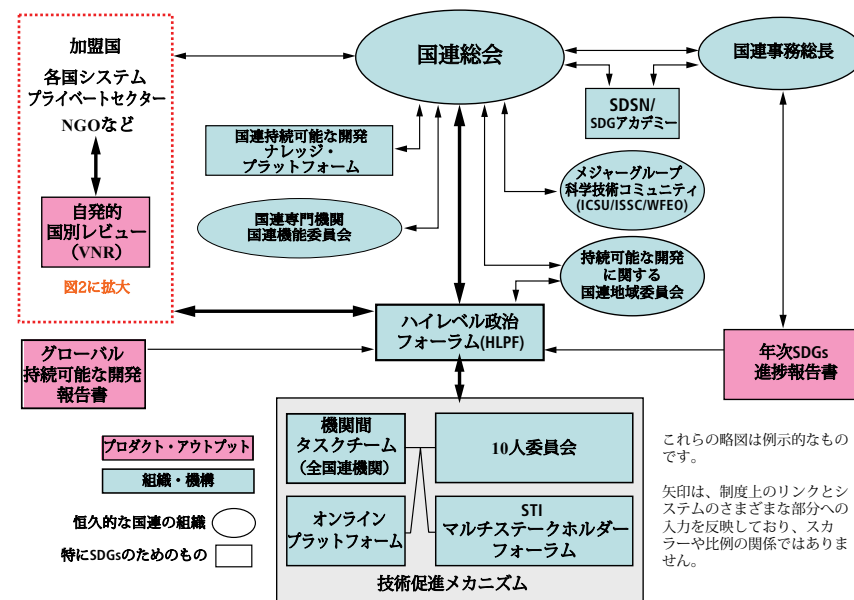 加盟国
各国システム
プライベートセクター
NGOなど
自発的
国別レビュー
（VNR）
図2に拡大
国連総会
国連事務総長
SDSN/
SDGアカデミー
国連持続可能な開発
ナレッジ・
プラットフォーム
メジャーグループ
科学技術コミュニティ
(ICSU/ISSC/WFEO)
国連専門機関
国連機能委員会
持続可能な開発
に関する
国連地域委員会
ハイレベル政治
フォーラム(HLPF)
グローバル
持続可能な開発
報告書
年次SDGs
進捗報告書
機関間
タスクチーム
（全国連機関）
10人委員会
オンライン
プラットフォーム
STI
マルチステークホルダー
フォーラム
技術促進メカニズム
プロダクト・アウトプット
組織・機構
恒久的な国連の組織
特にSDGsのためのもの
これらの略図は例示的なもの
です。
矢印は、制度上のリンクとシ
ステムのさまざまな部分への
入力を反映しており、スカ
ラーや比例の関係ではありま
せん。